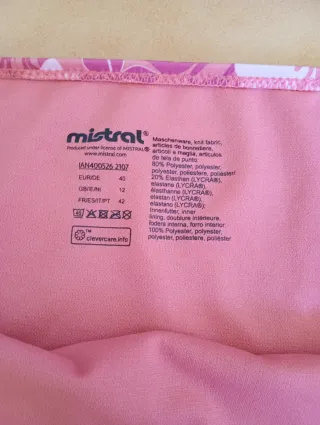 mistral®
Produced under license of MISTRAL®
www.mistral.com
IAN400526 2107
EUR/DE 40
GB/IE/NI 12
FR/ES/IT/PT 42
™
clevercare.info
Maschenware, knit fabric,
articles de bonneterie,
articoli a maglia, artículos
de tela de punto
80% Polyester, polyester,
polyester, poliestere, poliéster
20% Elasthan (LYCRA®),
elastane (LYCRA®),
élasthanne (LYCRA®),
elastan (LYCRA®),
elastano (LYCRA®)
Innenfutter, inner
lining, doublure intérieure,
fodera interna, forro interior
100% Polyester, polyester,
polyester, poliestere, poliéster